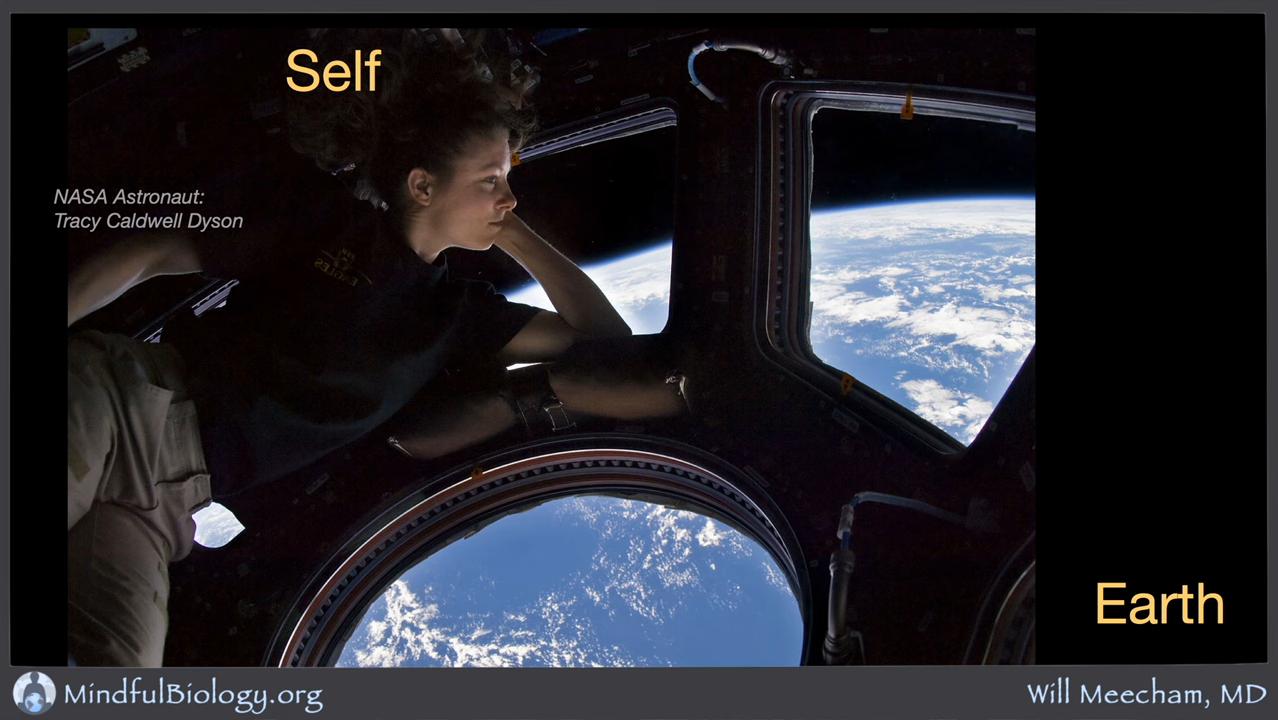 Self
NASA Astronaut:
Tracy Caldwell Dyson
Earth
MindfulBiology.org
Will Meecham, MD